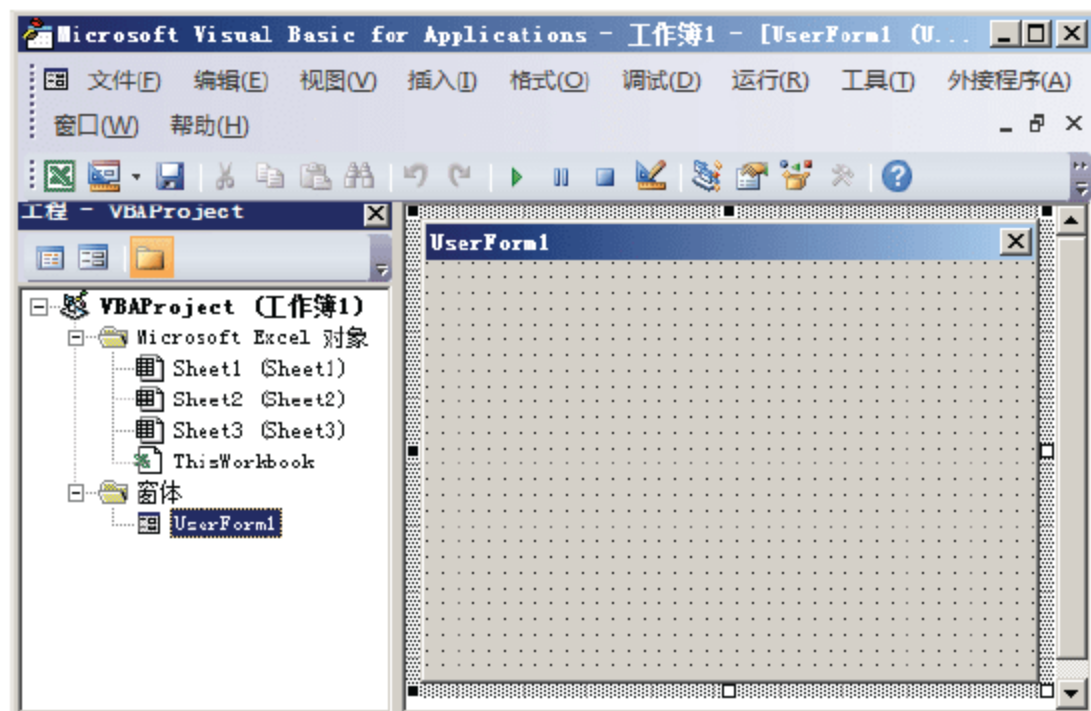 Microsoft Visual Basic for Applications - 工作簿1 - [UserForm1 (U...
文件(F) 编辑(E) 视图(V) 插入(I) 格式(O) 调试(D) 运行(R) 工具(T) 外接程序(A)
窗口(W) 帮助(H)
工程 - VBAProject
VBAProject (工作簿1)
Microsoft Excel 对象
Sheet1 (Sheet1)
Sheet2 (Sheet2)
Sheet3 (Sheet3)
ThisWorkbook
窗体
UserForm1
UserForm1